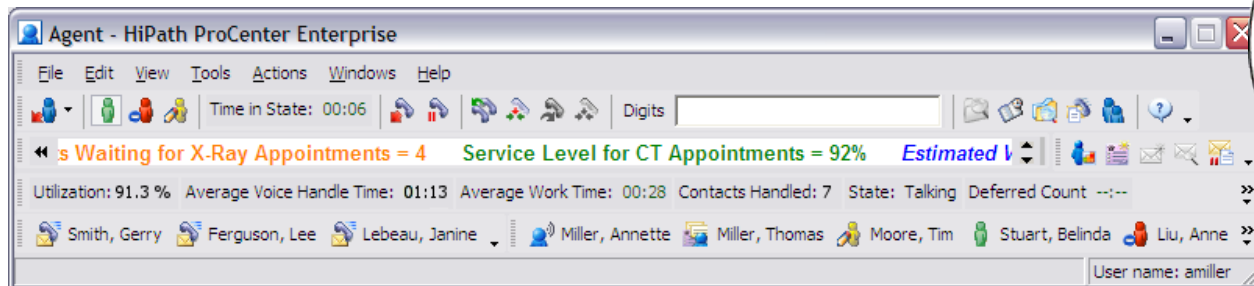 Agent - HiPath ProCenter Enterprise
File Edit View Tools Actions Windows Help
Time in State: 00:06 Digits
s Waiting for X-Ray Appointments = 4 Service Level for CT Appointments = 92% Estimated
Utilization: 91.3 % Average Voice Handle Time: 01:13 Average Work Time: 00:28 Contacts Handled: 7 State: Talking Deferred Count --:--
Smith, Gerry Ferguson, Lee Lebeau, Janine Miller, Annette Miller, Thomas Moore, Tim Stuart, Belinda Liu, Anne
User name: amiller